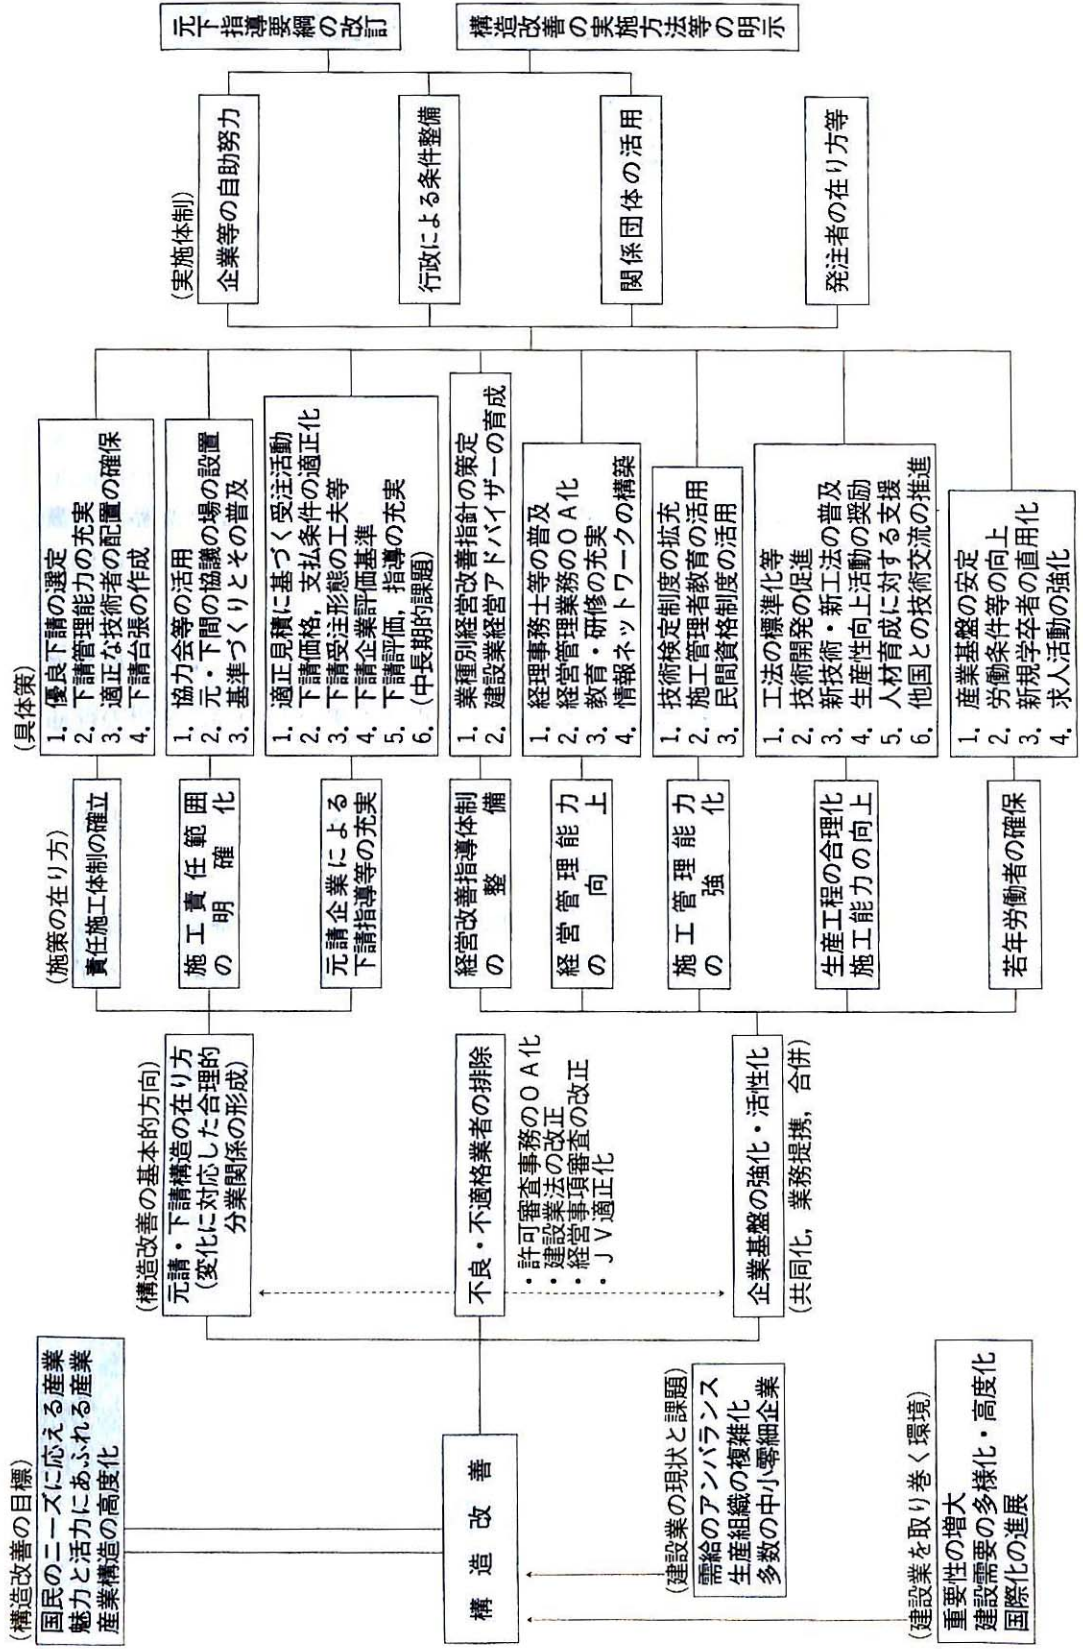 (構造改善の目標)
国民のニーズに応える産業
魅力と活力にあふれる産業
産業構造の高度化
構造改善
(建設業の現状と課題)
需給のアンバランス
生産組織の複雑化
多数の中小零細企業
(建設業を取り巻く環境)
重要性の増大
建設需要の多様化・高度化
国際化の進展
(構造改善の基本的方向)
元請・下請構造の在り方
(変化に対応した合理的
分業関係の形成)
不良・不適格業者の排除
・許可審査事務のOA化
・建設業法の改正
・経営事項審査の改正
・JV適正化
企業基盤の強化・活性化
(共同化,業務提携,合併)
(施策の在り方)
責任施工体制の確立
施工責任範囲
の明確化
元請企業による
下請指導等の充実
経営改善指導体制
の整備
経営管理能力
の向上
施工管理能力
の強化
生産工程の合理化
施工能力の向上
若年労働者の確保
(具体策)
1. 優良下請の選定
2. 下請管理能力の充実
3. 適正な技術者の配置の確保
4. 下請台張の作成
1. 協力会等の活用
2. 元・下間の協議の場の設置
3. 基準づくりとその普及
1. 適正見積に基づく受注活動
2. 下請価格,支払条件の適正化
3. 下請受注形態の工夫等
4. 下請企業評価基準
5. 下請評価,指導の充実
6. (中長期的課題)
1. 業種別経営改善指針の策定
2. 建設業経営アドバイザーの育成
1. 経理事務士等の普及
2. 経営管理業務のOA化
3. 教育・研修の充実
4. 情報ネットワークの構築
1. 技術検定制度の拡充
2. 施工管理者教育の活用
3. 民間資格制度の活用
1. 工法の標準化等
2. 技術開発の促進
3. 新技術・新工法の普及
4. 生産性向上活動の奨励
5. 人材育成に対する支援
6. 他国との技術交流の推進
1. 産業基盤の安定
2. 労働条件等の向上
3. 新規学卒者の直用化
4. 求人活動の強化
(実施体制)
企業等の自助努力
行政による条件整備
関係団体の活用
発注者の在り方等
元下指導要綱の改訂
構造改善の実施方法等の明示